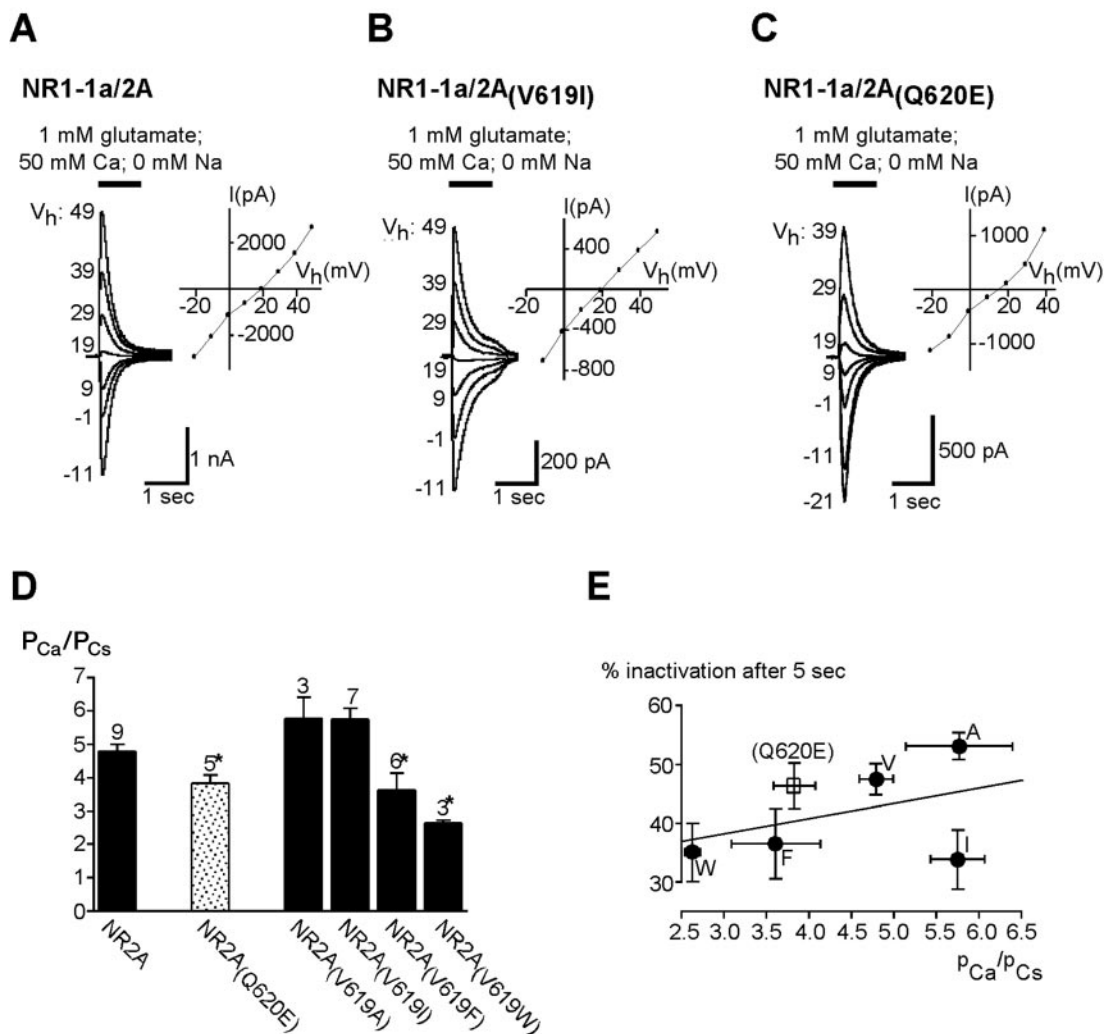 A
B
C
NR1-1a/2A
NR1-1a/2A(V619I)
NR1-1a/2A(Q620E)
1 mM glutamate;
50 mM Ca; 0 mM Na
1 mM glutamate;
50 mM Ca; 0 mM Na
1 mM glutamate;
50 mM Ca; 0 mM Na
Vh: 49
39
29
19
9
-1
-11
I(pA)
2000
Vh(mV)
-20
20
40
-2000
1 nA
1 sec
Vh: 49
39
29
19
9
-1
-11
I(pA)
400
Vh(mV)
-20
20
40
-400
-800
200 pA
1 sec
Vh: 39
29
19
9
-1
-11
-21
I(pA)
1000
Vh(mV)
-20
20
40
-1000
500 pA
1 sec
D
PCa/PCs
7
6
5
4
3
2
1
0
9
5*
3
7
6*
3*
NR2A
NR2A(Q620E)
NR2A(V619A)
NR2A(V619I)
NR2A(V619F)
NR2A(V619W)
E
% inactivation after 5 sec
60
50
40
30
(Q620E)
A
V
W
F
I
2.5 3.0 3.5 4.0 4.5 5.0 5.5 6.0 6.5
pCa/pCs